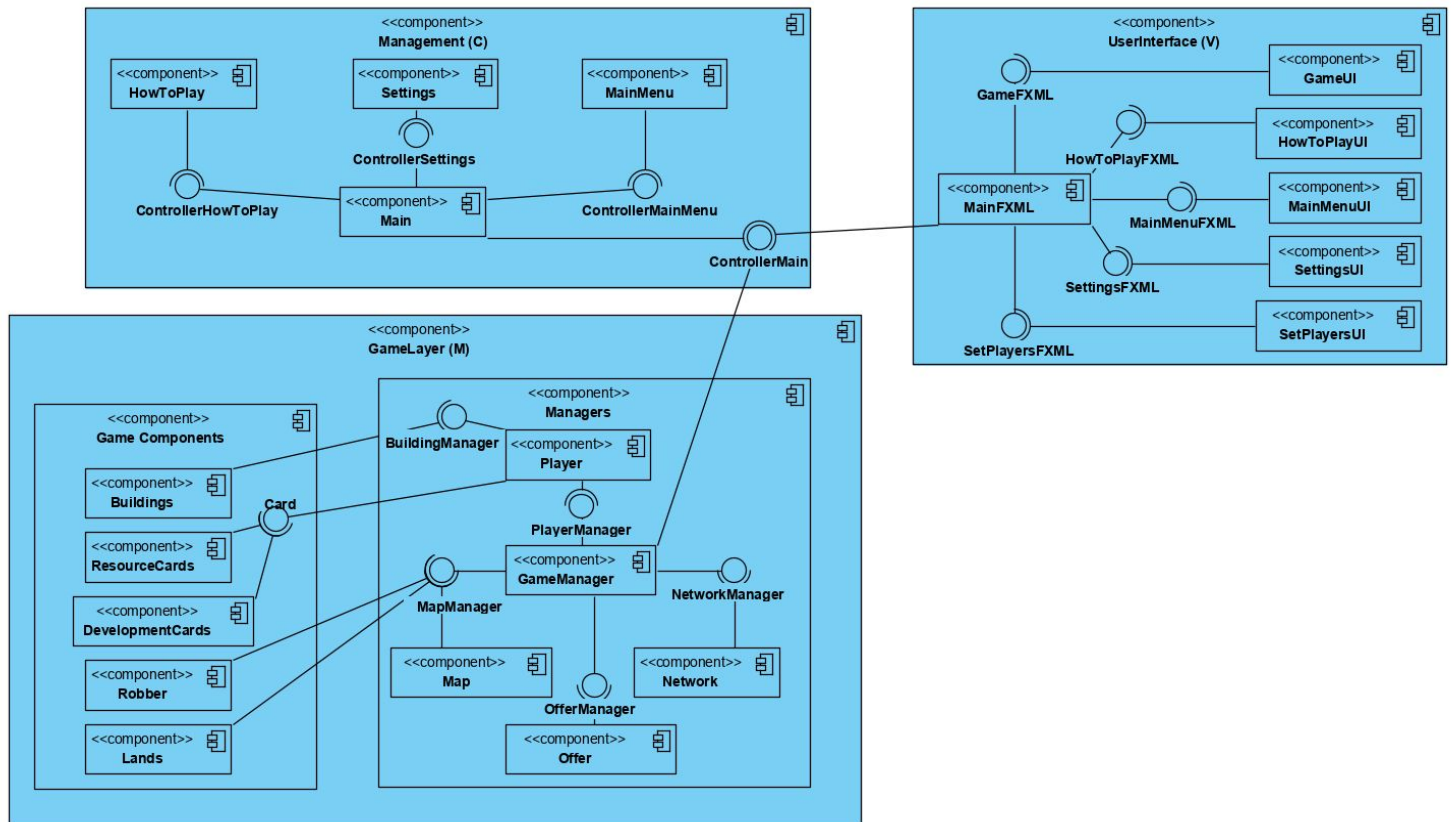 <<component>>
Management (C)
<<component>>
HowToPlay
<<component>>
Settings
<<component>>
MainMenu
ControllerSettings
ControllerHowToPlay
<<component>>
Main
ControllerMainMenu
ControllerMain
<<component>>
UserInterface (V)
<<component>>
GameUI
GameFXML
<<component>>
HowToPlayUI
HowToPlayFXML
<<component>>
MainFXML
<<component>>
MainMenuUI
MainMenuFXML
<<component>>
SettingsUI
SettingsFXML
<<component>>
SetPlayersUI
SetPlayersFXML
<<component>>
GameLayer (M)
<<component>>
Game Components
<<component>>
Buildings
Card
<<component>>
ResourceCards
<<component>>
DevelopmentCards
<<component>>
Robber
<<component>>
Lands
<<component>>
Managers
BuildingManager
<<component>>
Player
PlayerManager
<<component>>
GameManager
MapManager
NetworkManager
<<component>>
Map
<<component>>
Network
OfferManager
<<component>>
Offer